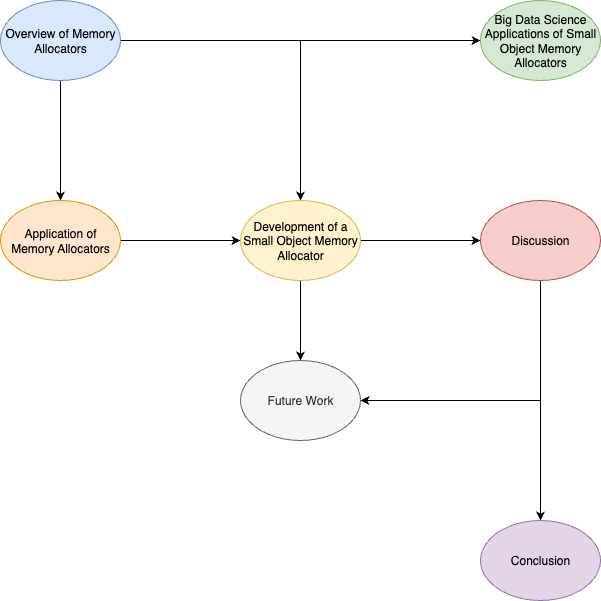 Overview of Memory
Allocators
Big Data Science
Applications of Small
Object Memory
Allocators
Application of
Memory Allocators
Development of a
Small Object Memory
Allocator
Discussion
Future Work
Conclusion